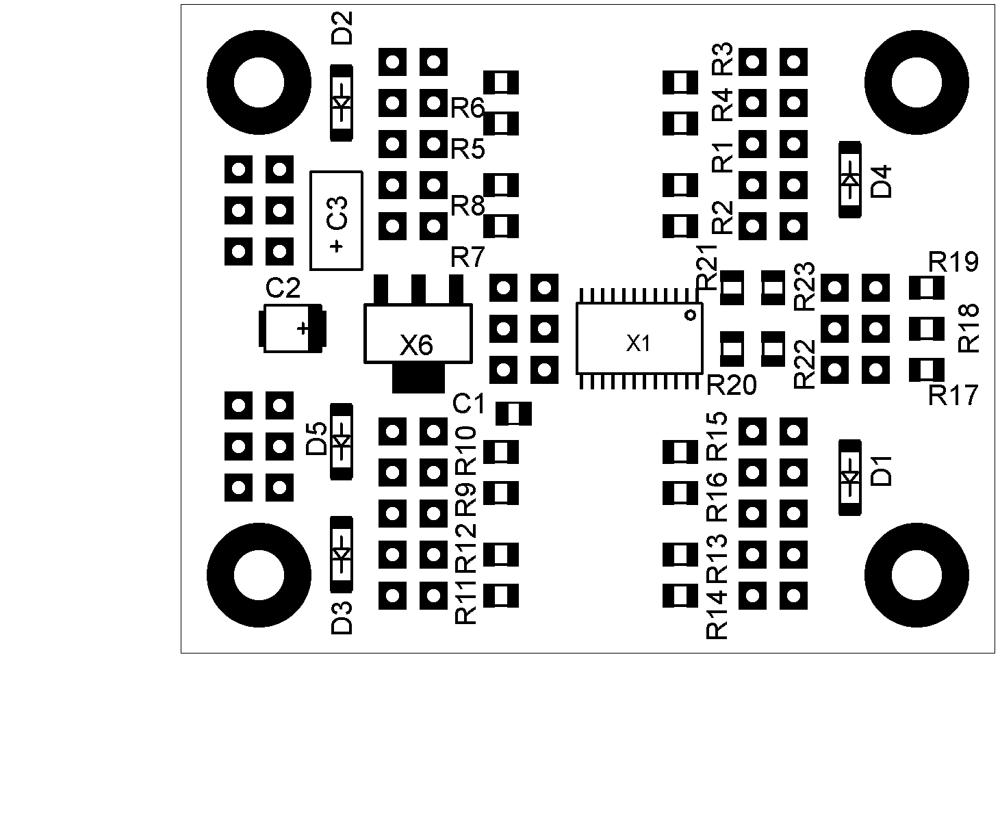 D2
R3
R6
R4
R5
R1
D4
R8
+ C3
R2
R7
R21
R19
C2
R23
+
R18
X6
X1
R22
R20
R17
C1
D5
R10
R15
D1
R9
R16
R12
R13
R11
R14
D3